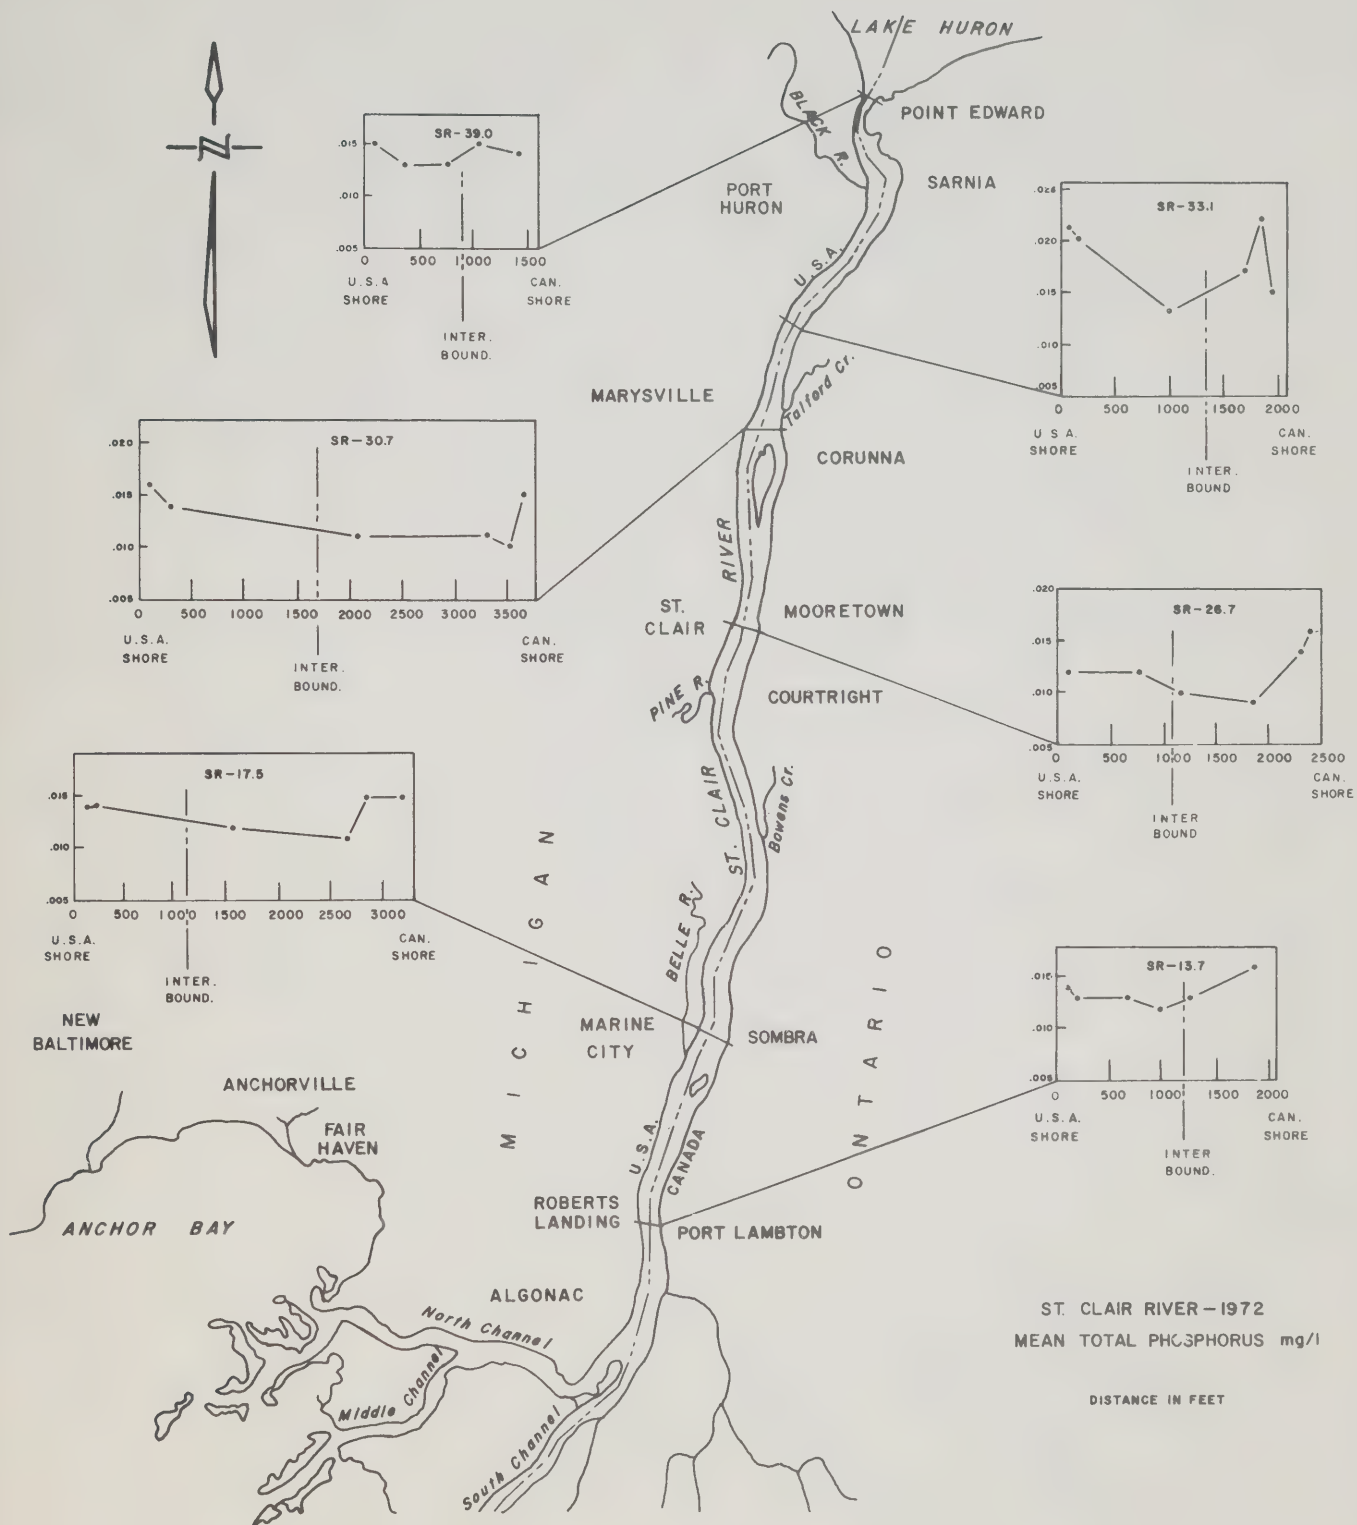 LAKE HURON
POINT EDWARD
BLACK R.
SARNIA
PORT
HURON
N
SR-39.0
.015
.010
.005
0 500 1000 1500
U.S.A
SHORE
CAN.
SHORE
INTER.
BOUND.
SR-33.1
.020
.015
.010
.005
0 500 1000 1500 2000
U S A.
SHORE
CAN.
SHORE
INTER.
BOUND
U.S.A.
MARYSVILLE
Talford Cr.
CORUNNA
SR-30.7
.020
.015
.010
.005
0 500 1000 1500 2000 2500 3000 3500
U.S.A.
SHORE
CAN.
SHORE
INTER.
BOUND.
RIVER
ST.
CLAIR
MOORETOWN
SR-26.7
.020
.015
.010
.005
0 500 1000 1500 2000 2500
U.S.A.
SHORE
CAN.
SHORE
INTER
BOUND
PINE R.
COURTRIGHT
ST. CLAIR
Bowens Cr.
SR-17.5
.015
.010
.005
0 500 1000 1500 2000 2500 3000
U.S.A.
SHORE
CAN.
SHORE
INTER.
BOUND.
MICHIGAN
BELLE R.
ONTARIO
SR-13.7
.010
.005
0 500 1000 1500 2000
U.S.A.
SHORE
CAN.
SHORE
INTER
BOUND.
NEW
BALTIMORE
MARINE
CITY
SOMBRA
ANCHORVILLE
FAIR
HAVEN
U.S.A.
CANADA
ANCHOR BAY
ROBERTS
LANDING
PORT LAMBTON
ALGONAC
North Channel
Middle Channel
South Channel
ST. CLAIR RIVER-1972
MEAN TOTAL PHOSPHORUS mg/l
DISTANCE IN FEET